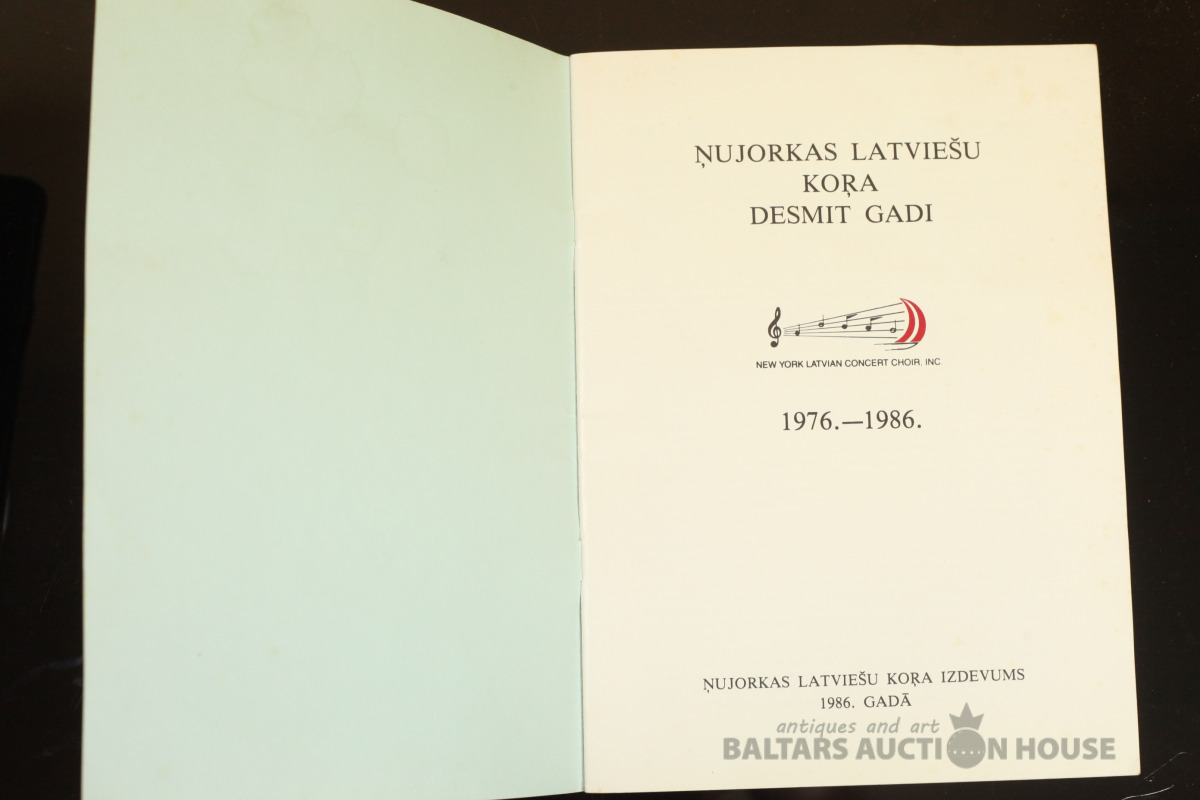 ŅUJORKAS LATVIEŠU
KOŖA
DESMIT GADI
NEW YORK LATVIAN CONCERT CHOIR, INC.
1976.—1986.
ŅUJORKAS LATVIEŠU KOŖA IZDEVUMS
1986. GADĀ
antiques and art
BALTARS AUCTION HOUSE